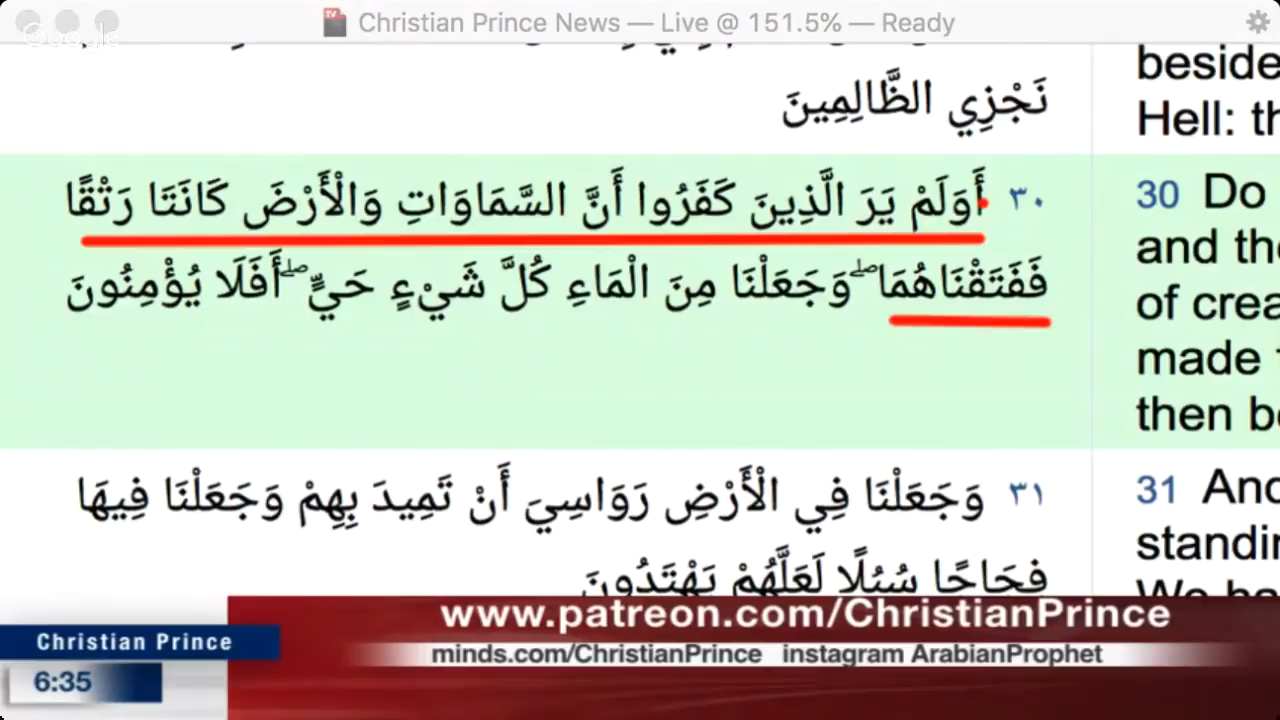 Christian Prince News — Live @ 151.5% — Ready
Google
نَجْزِي الظَّالِمِينَ
٣٠ أَوَلَمْ يَرَ الَّذِينَ كَفَرُوا أَنَّ السَّمَاوَاتِ وَالْأَرْضَ كَانَتَا رَتْقًا
فَفَتَقْنَاهُمَا ۖ وَجَعَلْنَا مِنَ الْمَاءِ كُلَّ شَيْءٍ حَيٍّ ۖ أَفَلَا يُؤْمِنُونَ
٣١ وَجَعَلْنَا فِي الْأَرْضِ رَوَاسِيَ أَنْ تَمِيدَ بِهِمْ وَجَعَلْنَا فِيهَا
فِجَاجًا سُبُلًا لَعَلَّهُمْ يَهْتَدُونَ
beside
Hell: th
30 Do
and the
of crea
made t
then be
31 And
standin
We ha
www.patreon.com/ChristianPrince
minds.com/ChristianPrince instagram ArabianProphet
Christian Prince
6:35